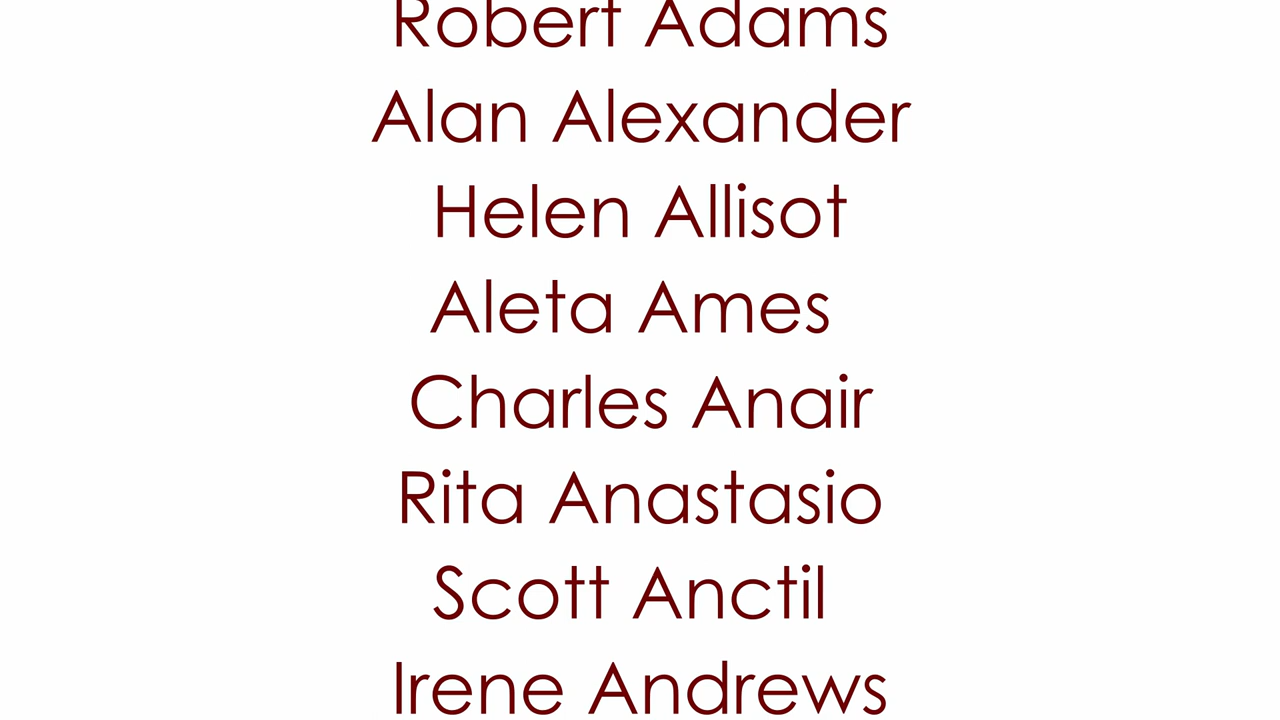 Robert Adams
Alan Alexander
Helen Allisot
Aleta Ames
Charles Anair
Rita Anastasio
Scott Anctil
Irene Andrews